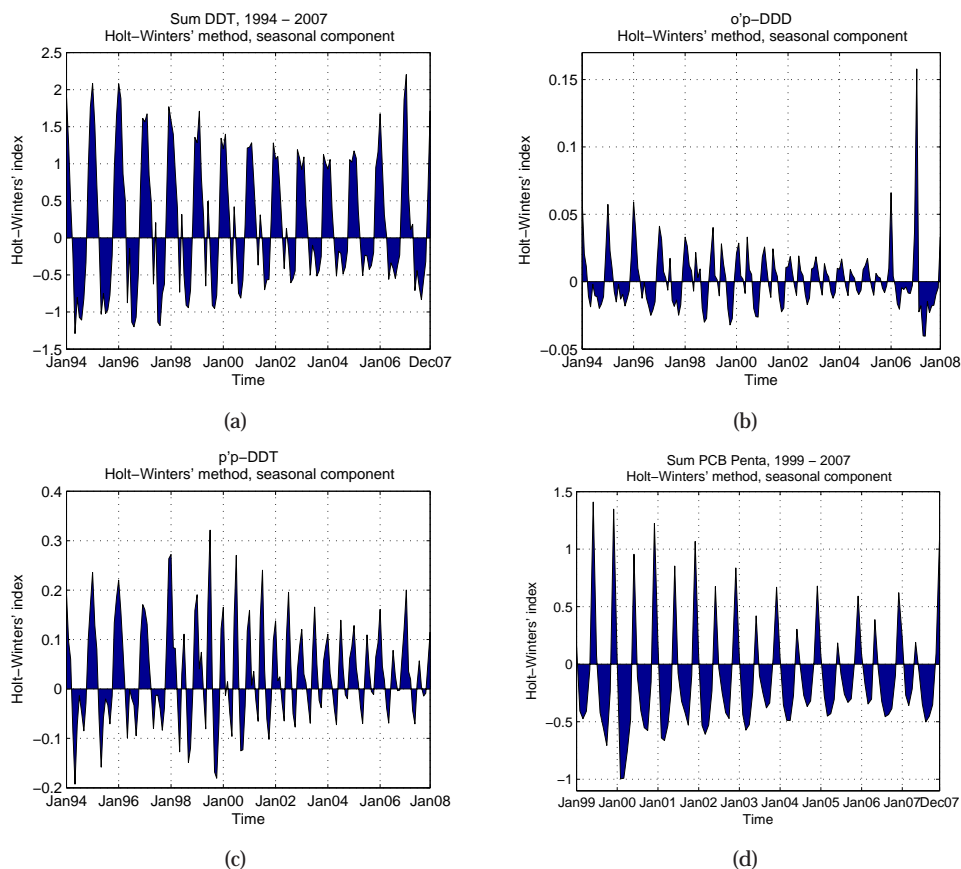 Sum DDT, 1994 − 2007
Holt−Winters' method, seasonal component
2.5
2
1.5
1
0.5
0
−0.5
−1
−1.5
Holt−Winters' index
Jan94 Jan96 Jan98 Jan00 Jan02 Jan04 Jan06 Dec07
Time
(a)
o'p−DDD
Holt−Winters' method, seasonal component
0.15
0.1
0.05
0
−0.05
Holt−Winters' index
Jan94 Jan96 Jan98 Jan00 Jan02 Jan04 Jan06 Jan08
Time
(b)
p'p−DDT
Holt−Winters' method, seasonal component
0.4
0.3
0.2
0.1
0
−0.1
−0.2
Holt−Winters' index
Jan94 Jan96 Jan98 Jan00 Jan02 Jan04 Jan06 Jan08
Time
(c)
Sum PCB Penta, 1999 − 2007
Holt−Winters' method, seasonal component
1.5
1
0.5
0
−0.5
−1
Holt−Winters' index
Jan99 Jan00 Jan01 Jan02 Jan03 Jan04 Jan05 Jan06 Jan07 Dec07
Time
(d)